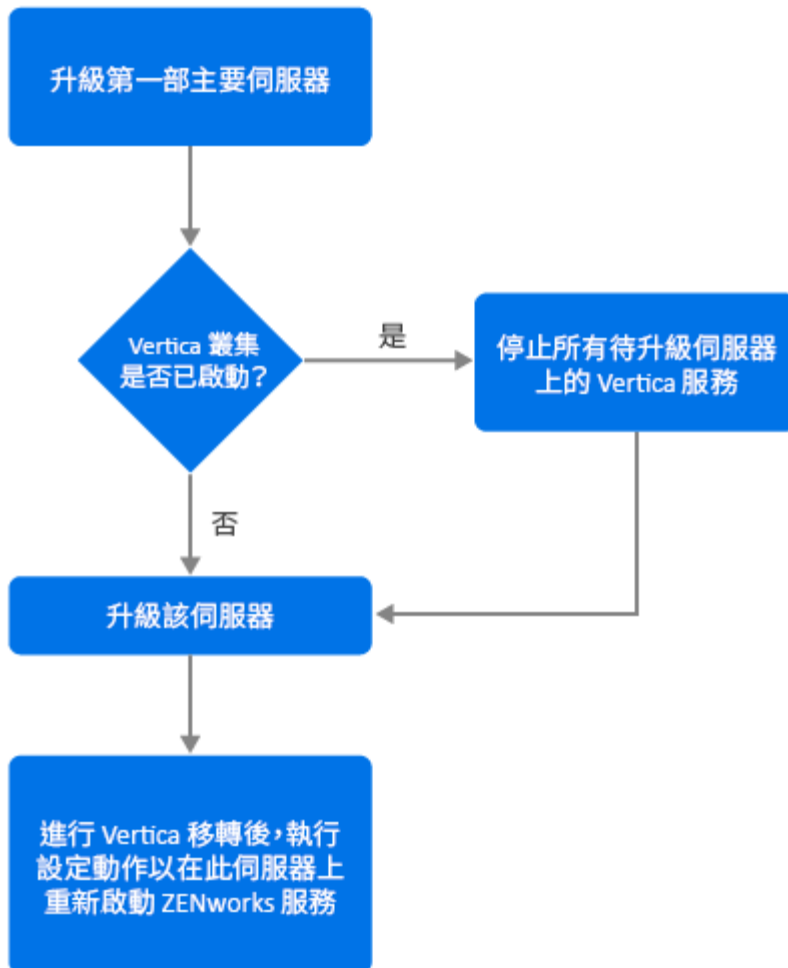 升級第一部主要伺服器
Vertica 叢集
是否已啟動?
是
停止所有待升級伺服器
上的 Vertica 服務
否
升級該伺服器
進行 Vertica 移轉後,執行
設定動作以在此伺服器上
重新啟動 ZENworks 服務